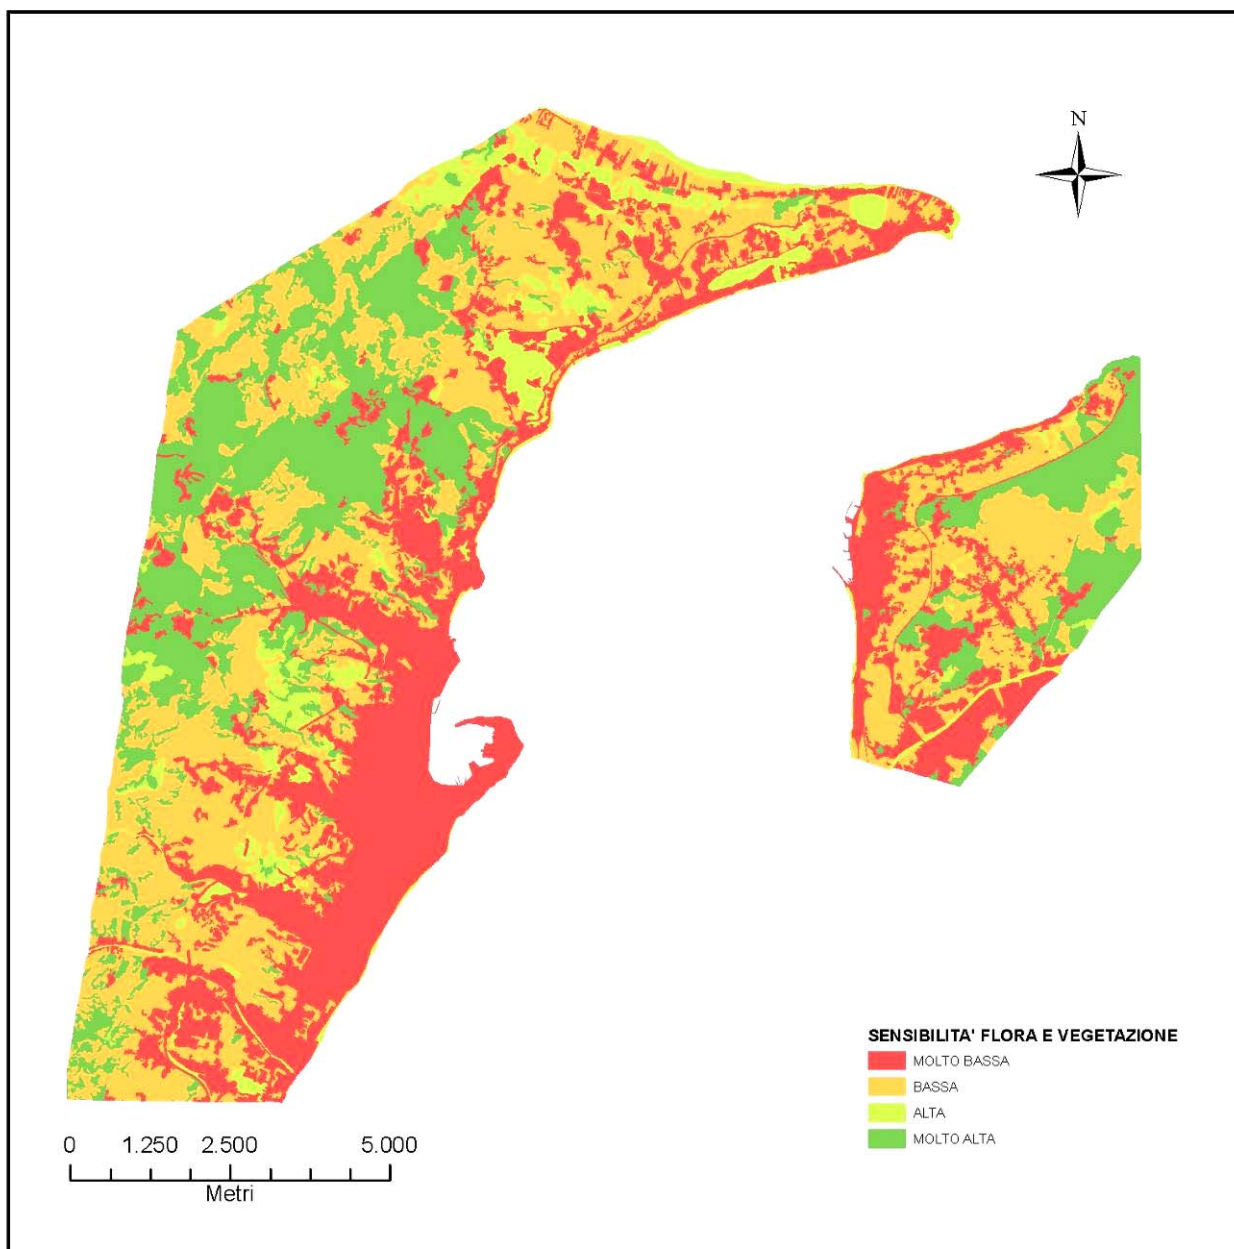 N
SENSIBILITA' FLORA E VEGETAZIONE
MOLTO BASSA
BASSA
ALTA
MOLTO ALTA
0 1.250 2.500 5.000
Metri